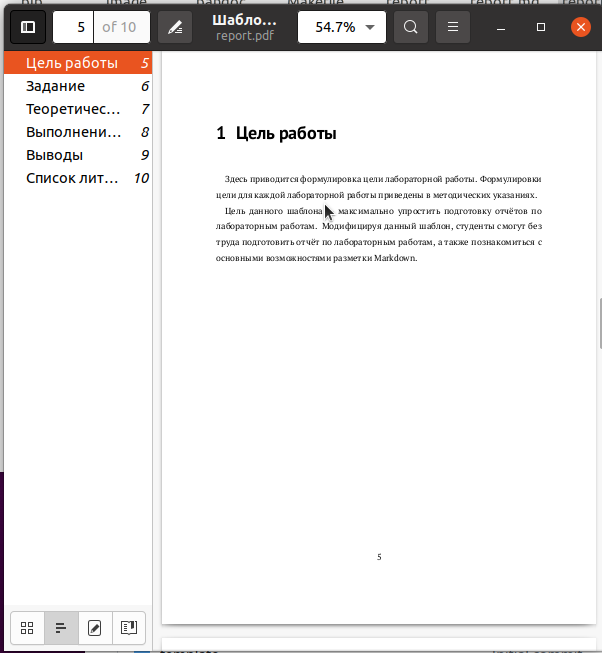 5
of 10
Шабло...
report.pdf
54.7%
Цель работы 5
Задание 6
Теоретичес... 7
Выполнени... 8
Выводы 9
Список лит... 10
1 Цель работы
Здесь приводится формулировка цели лабораторной работы. Формулировки
цели для каждой лабораторной работы приведены в методических указаниях.
Цель данного шаблона максимально упростить подготовку отчётов по
лабораторным работам. Модифицируя данный шаблон, студенты смогут без
труда подготовить отчёт по лабораторным работам, а также познакомиться с
основными возможностями разметки Markdown.
5